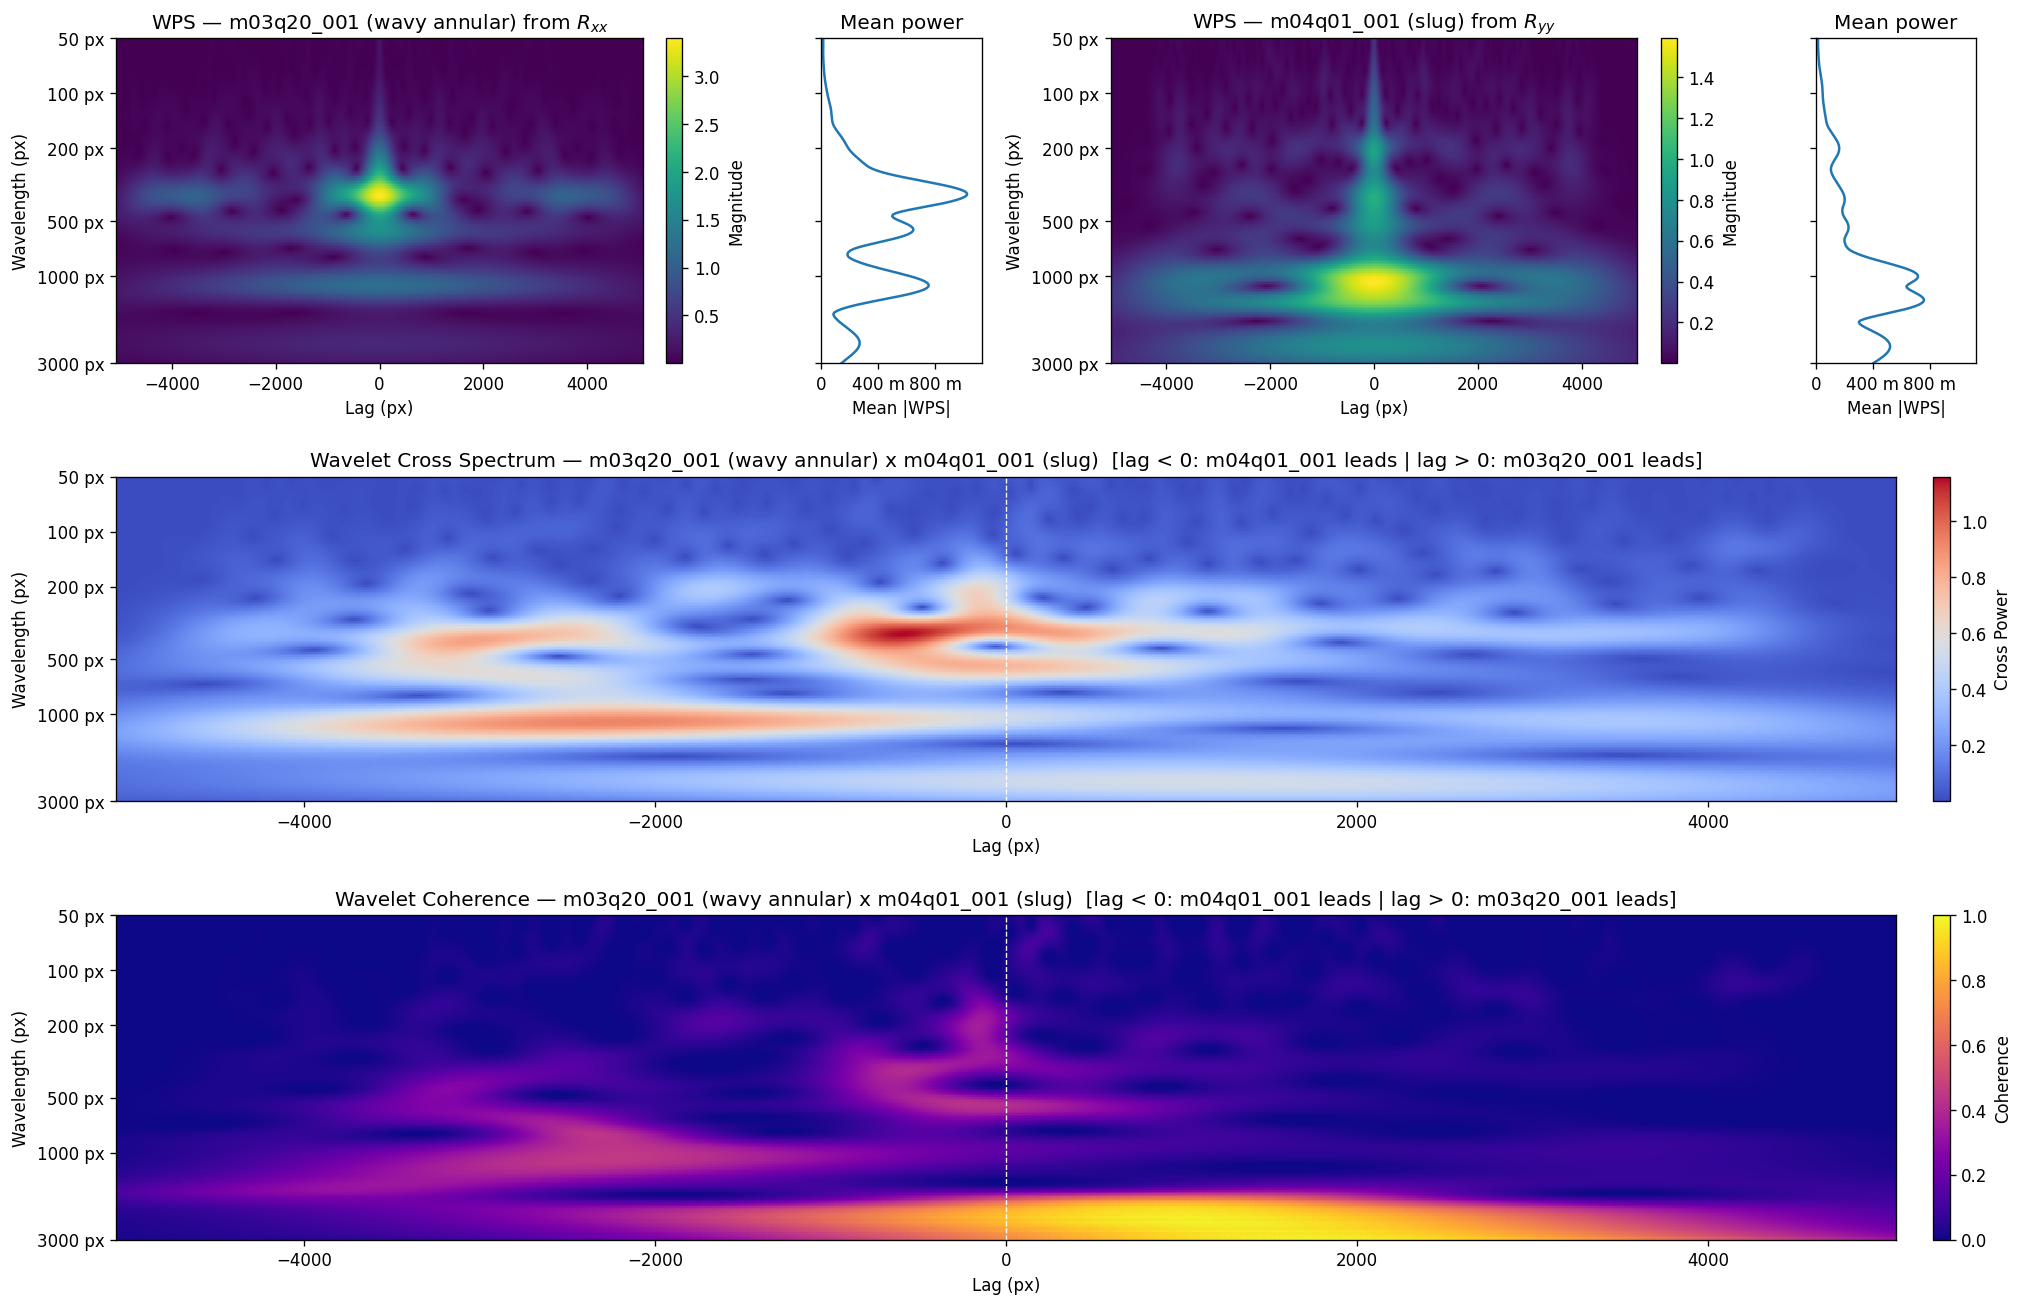 WPS — m03q20_001 (wavy annular) from Rxx
Mean power
WPS — m04q01_001 (slug) from Ryy
Mean power
50 px
100 px
200 px
500 px
1000 px
3000 px
Wavelength (px)
−4000 −2000 0 2000 4000
Lag (px)
3.0
2.5
2.0
1.5
1.0
0.5
Magnitude
0 400 m 800 m
Mean |WPS|
50 px
100 px
200 px
500 px
1000 px
3000 px
Wavelength (px)
−4000 −2000 0 2000 4000
Lag (px)
1.4
1.2
1.0
0.8
0.6
0.4
0.2
Magnitude
0 400 m 800 m
Mean |WPS|
Wavelet Cross Spectrum — m03q20_001 (wavy annular) x m04q01_001 (slug) [lag < 0: m04q01_001 leads | lag > 0: m03q20_001 leads]
50 px
100 px
200 px
500 px
1000 px
3000 px
Wavelength (px)
−4000 −2000 0 2000 4000
Lag (px)
1.0
0.8
0.6
0.4
0.2
Cross Power
Wavelet Coherence — m03q20_001 (wavy annular) x m04q01_001 (slug) [lag < 0: m04q01_001 leads | lag > 0: m03q20_001 leads]
50 px
100 px
200 px
500 px
1000 px
3000 px
Wavelength (px)
−4000 −2000 0 2000 4000
Lag (px)
1.0
0.8
0.6
0.4
0.2
0.0
Coherence